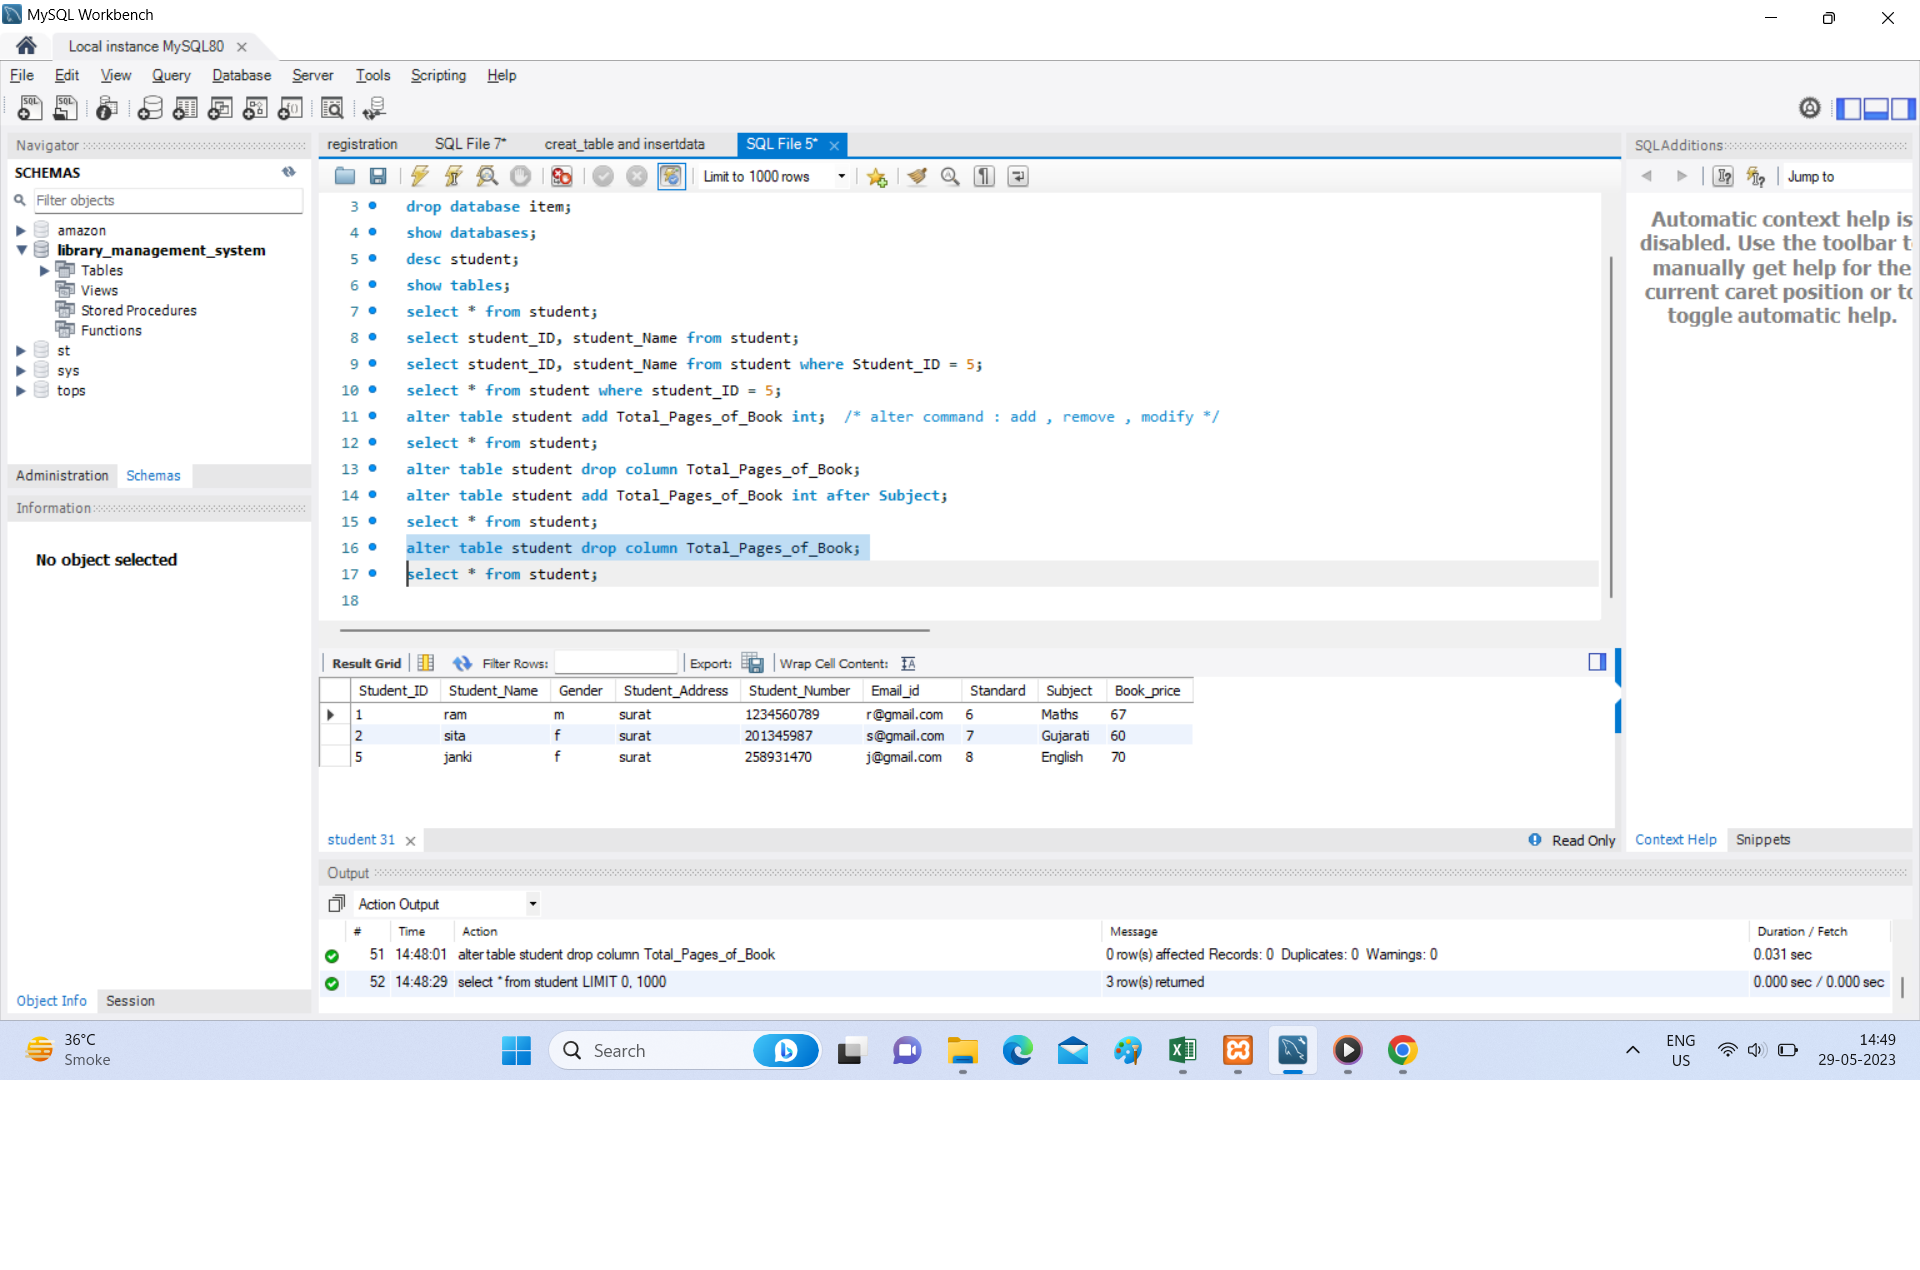 MySQL Workbench
Local instance MySQL80
File Edit View Query Database Server Tools Scripting Help
Navigator
SCHEMAS
Filter objects
amazon
library_management_system
Tables
Views
Stored Procedures
Functions
st
sys
tops
Administration Schemas
Information
No object selected
Object Info Session
registration SQL File 7* creat_table and insertdata SQL File 5*
Limit to 1000 rows
3 drop database item;
4 show databases;
5 desc student;
6 show tables;
7 select * from student;
8 select student_ID, student_Name from student;
9 select student_ID, student_Name from student where Student_ID = 5;
10 select * from student where student_ID = 5;
11 alter table student add Total_Pages_of_Book int; /* alter command : add , remove , modify */
12 select * from student;
13 alter table student drop column Total_Pages_of_Book;
14 alter table student add Total_Pages_of_Book int after Subject;
15 select * from student;
16 alter table student drop column Total_Pages_of_Book;
17 select * from student;
18
Result Grid Filter Rows: Export: Wrap Cell Content: IA
Student_ID Student_Name Gender Student_Address Student_Number Email_id Standard Subject Book_price
1 ram m surat 1234560789 r@gmail.com 6 Maths 67
2 sita f surat 201345987 s@gmail.com 7 Gujarati 60
5 janki f surat 258931470 j@gmail.com 8 English 70
student 31
Read Only
SQLAdditions
Jump to
Automatic context help is
disabled. Use the toolbar t
manually get help for the
current caret position or to
toggle automatic help.
Context Help Snippets
Output
Action Output
# Time Action Message Duration / Fetch
51 14:48:01 alter table student drop column Total_Pages_of_Book 0 row(s) affected Records: 0 Duplicates: 0 Warnings: 0 0.031 sec
52 14:48:29 select * from student LIMIT 0, 1000 3 row(s) returned 0.000 sec / 0.000 sec
36°C
Smoke
Search
ENG
US
14:49
29-05-2023